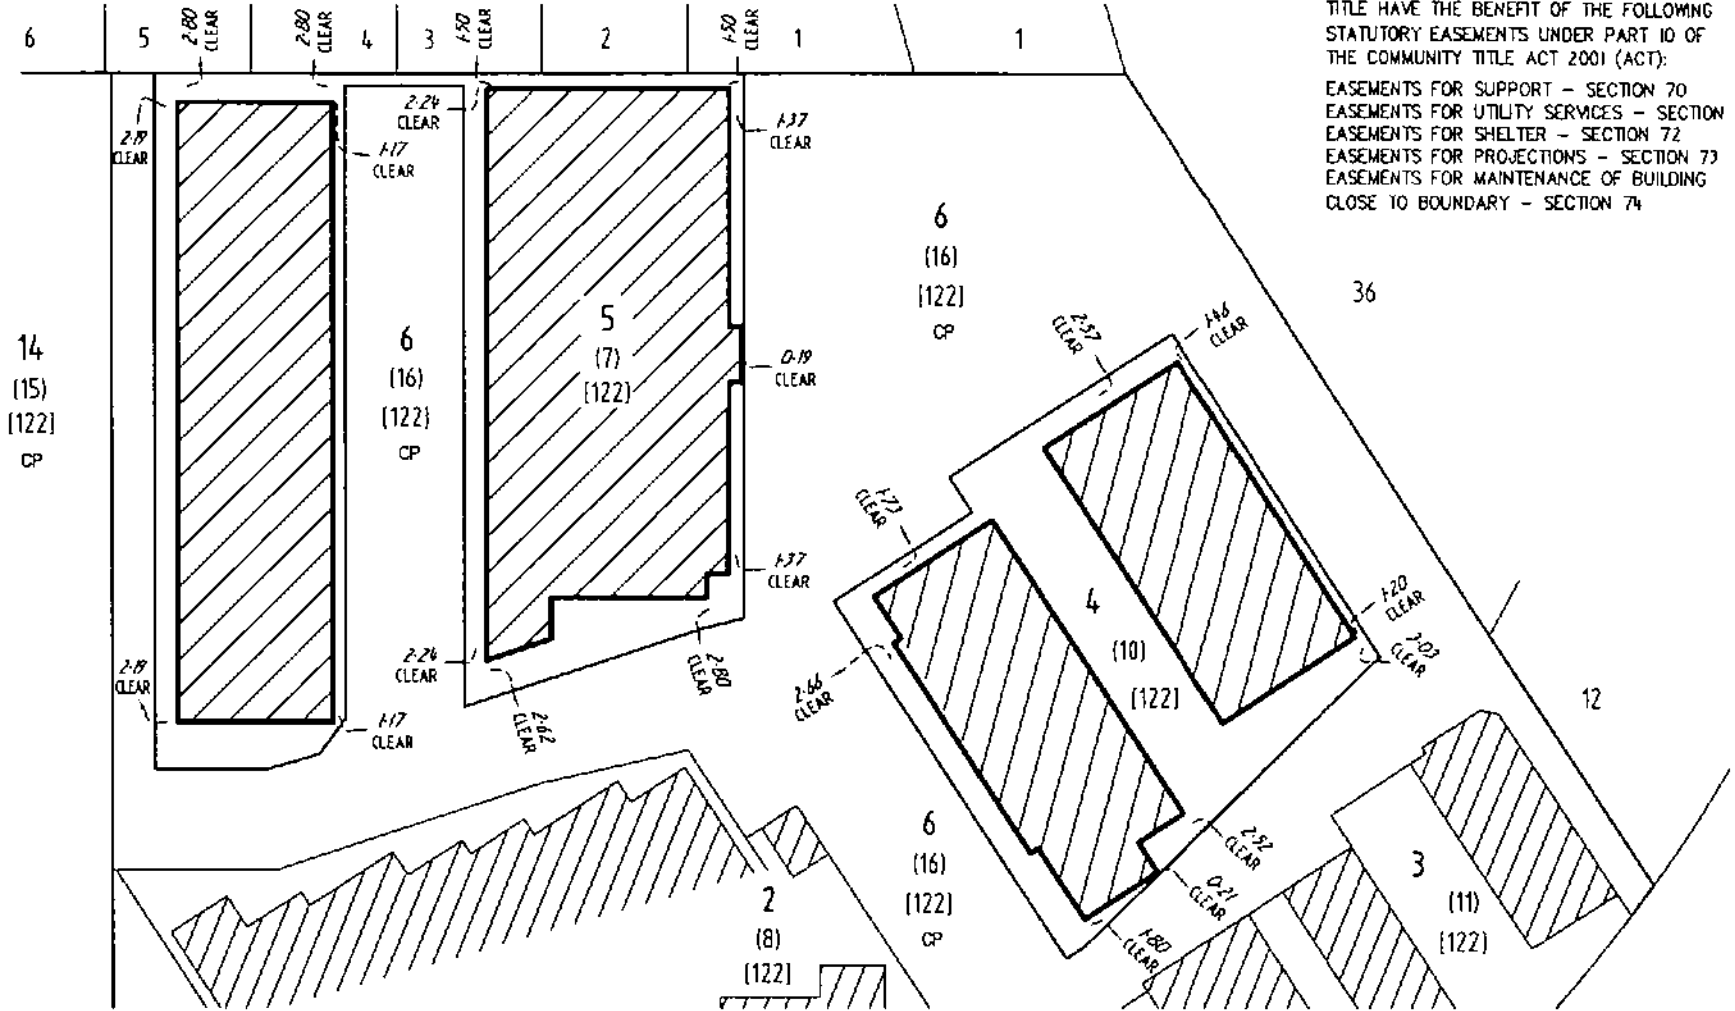 6
5
2·80
CLEAR
2·80
CLEAR
4
3
1·50
CLEAR
2
1·50
CLEAR
1
1
TITLE HAVE THE BENEFIT OF THE FOLLOWING
STATUTORY EASEMENTS UNDER PART 10 OF
THE COMMUNITY TITLE ACT 2001 (ACT):
EASEMENTS FOR SUPPORT – SECTION 70
EASEMENTS FOR UTILITY SERVICES – SECTION
EASEMENTS FOR SHELTER – SECTION 72
EASEMENTS FOR PROJECTIONS – SECTION 73
EASEMENTS FOR MAINTENANCE OF BUILDING
CLOSE TO BOUNDARY – SECTION 74
2·19
CLEAR
1·17
CLEAR
2·24
CLEAR
1·37
CLEAR
14
(15)
[122]
CP
6
(16)
[122]
CP
5
(7)
[122]
0·19
CLEAR
6
(16)
[122]
CP
36
2·57
CLEAR
1·46
CLEAR
1·73
CLEAR
1·37
CLEAR
4
(10)
[122]
1·20
CLEAR
2·03
CLEAR
2·19
CLEAR
1·17
CLEAR
2·24
CLEAR
2·62
CLEAR
2·80
CLEAR
2·66
CLEAR
12
6
(16)
[122]
CP
2·52
CLEAR
0·21
CLEAR
1·80
CLEAR
3
(11)
[122]
2
(8)
[122]